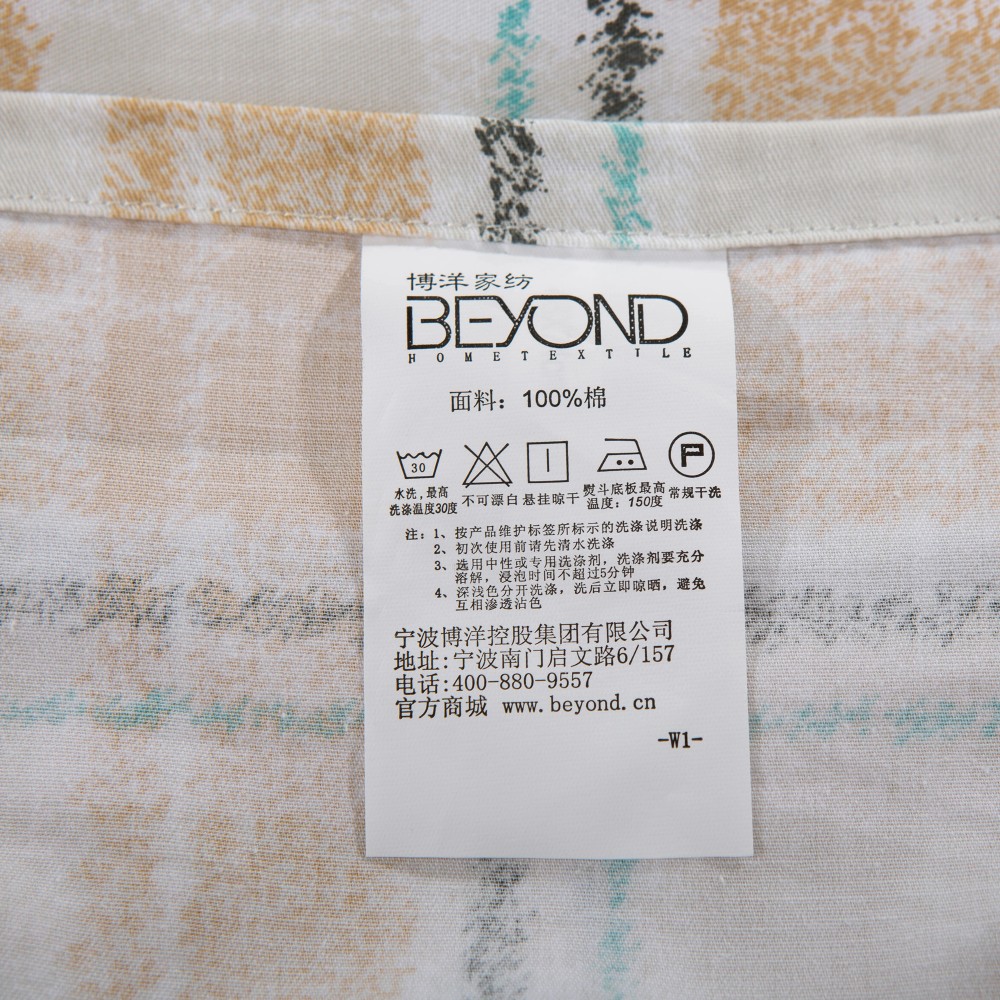 博洋家纺
BEYOND
HOMETEXTILE
面料：100%棉
30
P
水洗，最高
洗涤温度30度
不可漂白
悬挂晾干
熨斗底板最高
温度：150度
常规干洗
注：1、按产品维护标签所标示的洗涤说明洗涤
2、初次使用前请先清水洗涤
3、选用中性或专用洗涤剂，洗涤剂要充分
溶解，浸泡时间不超过5分钟
4、深浅色分开洗涤，洗后立即晾晒，避免
互相渗透沾色
宁波博洋控股集团有限公司
地址:宁波南门启文路6/157
电话:400-880-9557
官方商城 www.beyond.cn
-W1-